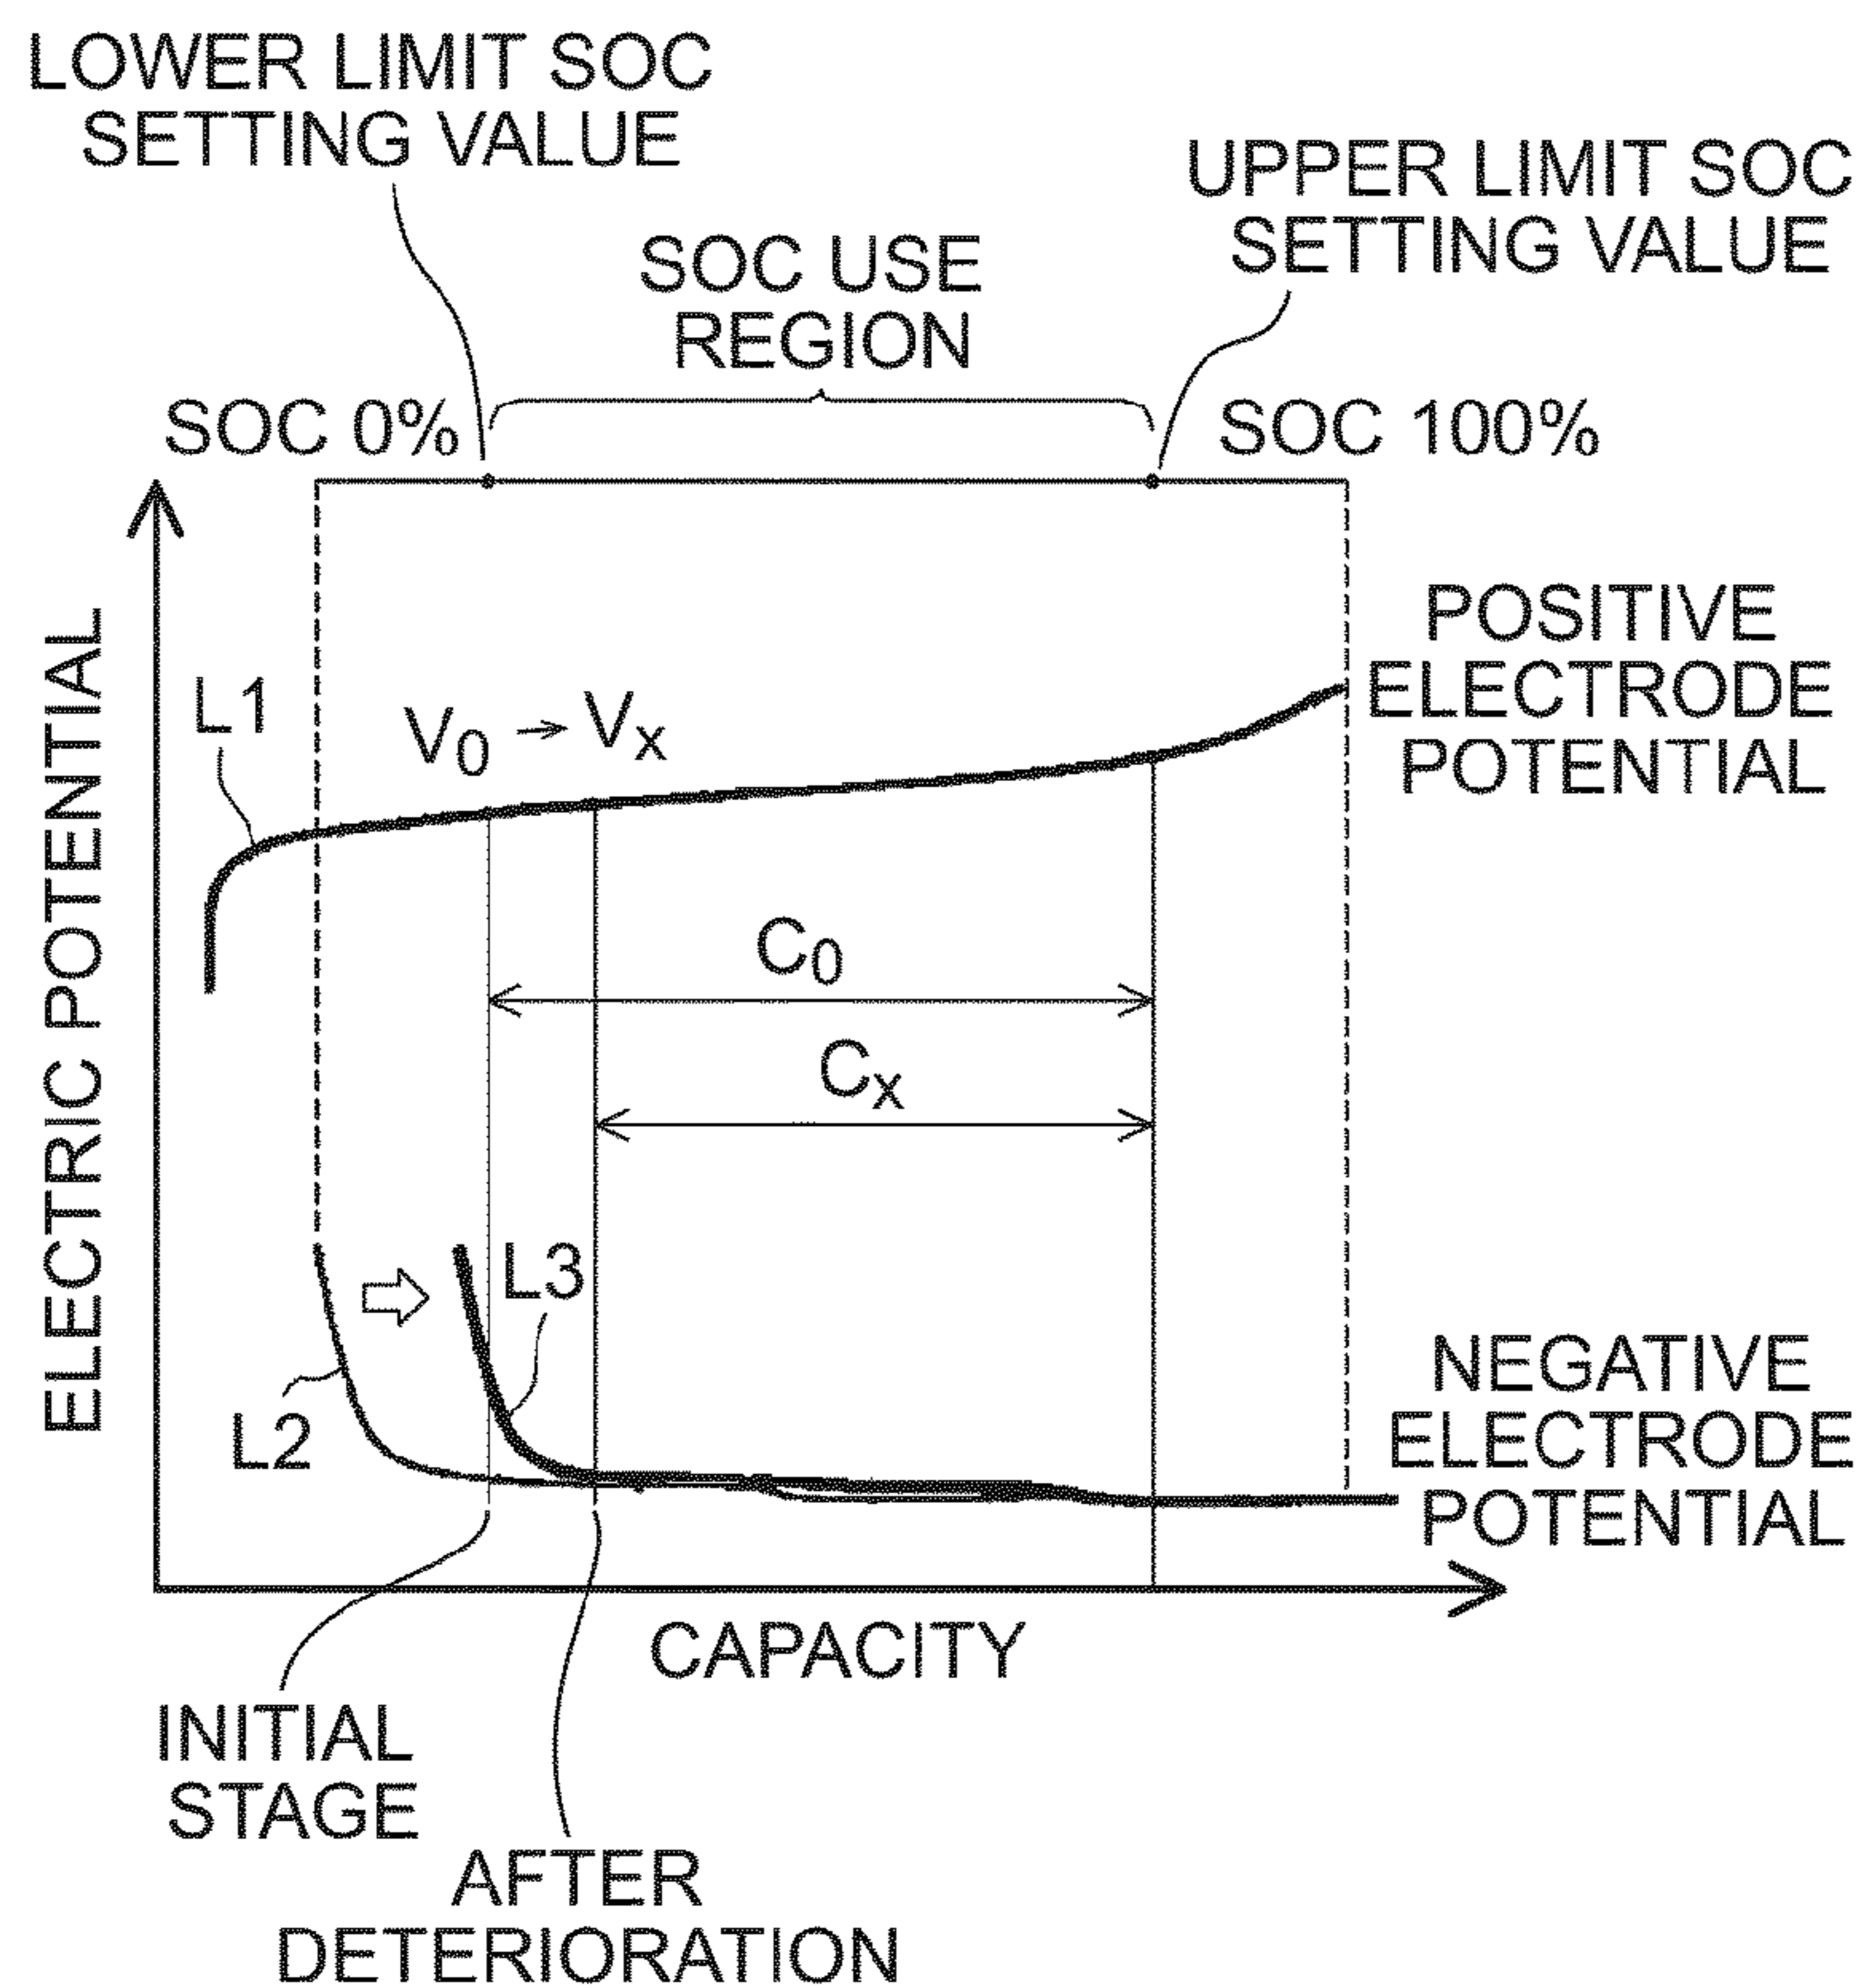 LOWER LIMIT SOC
SETTING VALUE
UPPER LIMIT SOC
SETTING VALUE
SOC USE
REGION
SOC 0%
SOC 100%
ELECTRIC POTENTIAL
POSITIVE
ELECTRODE
POTENTIAL
L1
V0 → Vx
C0
Cx
L3
L2
NEGATIVE
ELECTRODE
POTENTIAL
CAPACITY
INITIAL
STAGE
AFTER
DETERIORATION